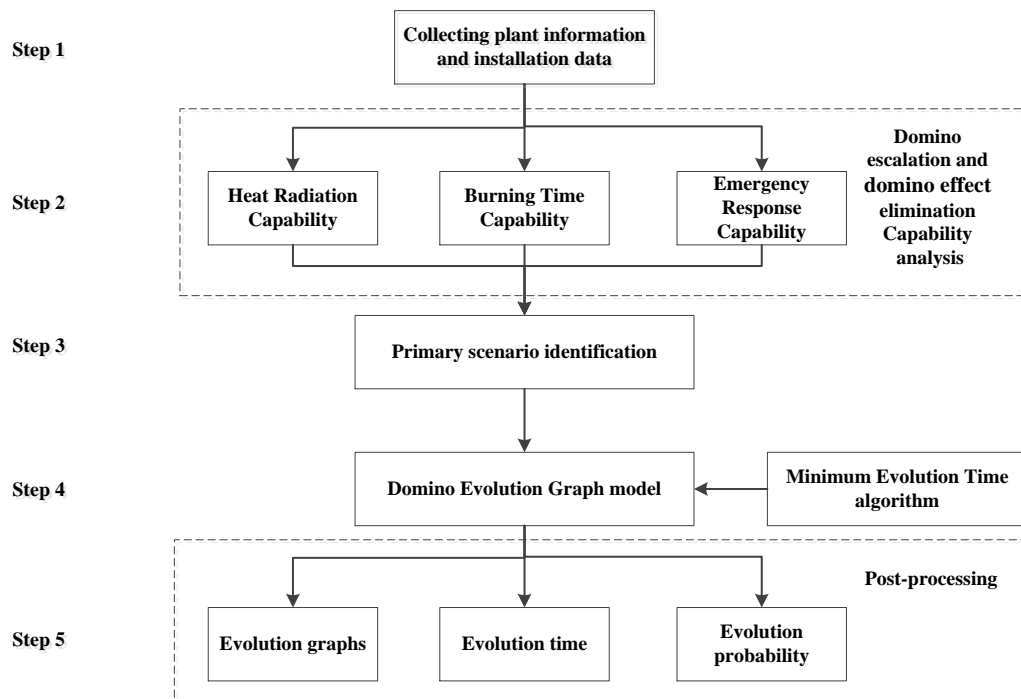 Step 1
Collecting plant information
and installation data
Step 2
Heat Radiation
Capability
Burning Time
Capability
Emergency
Response
Capability
Domino
escalation and
domino effect
elimination
Capability
analysis
Step 3
Primary scenario identification
Step 4
Domino Evolution Graph model
Minimum Evolution Time
algorithm
Post-processing
Step 5
Evolution graphs
Evolution time
Evolution
probability